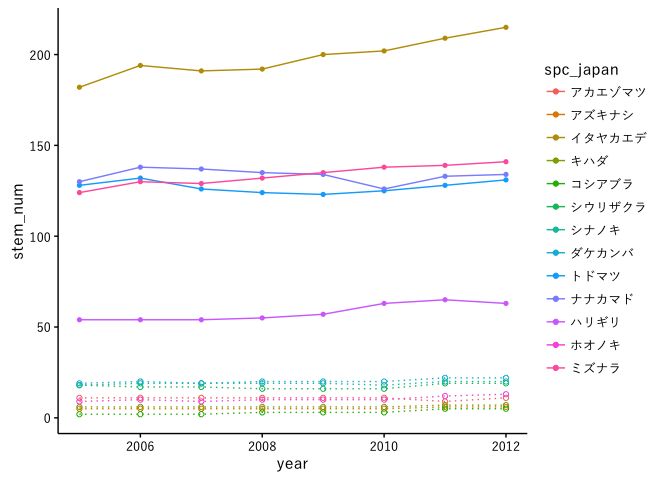 200
150
100
50
0
stem_num
2006 2008 2010 2012
year
spc_japan
アカエゾマツ
アズキナシ
イタヤカエデ
キハダ
コシアブラ
シウリザクラ
シナノキ
ダケカンバ
トドマツ
ナナカマド
ハリギリ
ホオノキ
ミズナラ